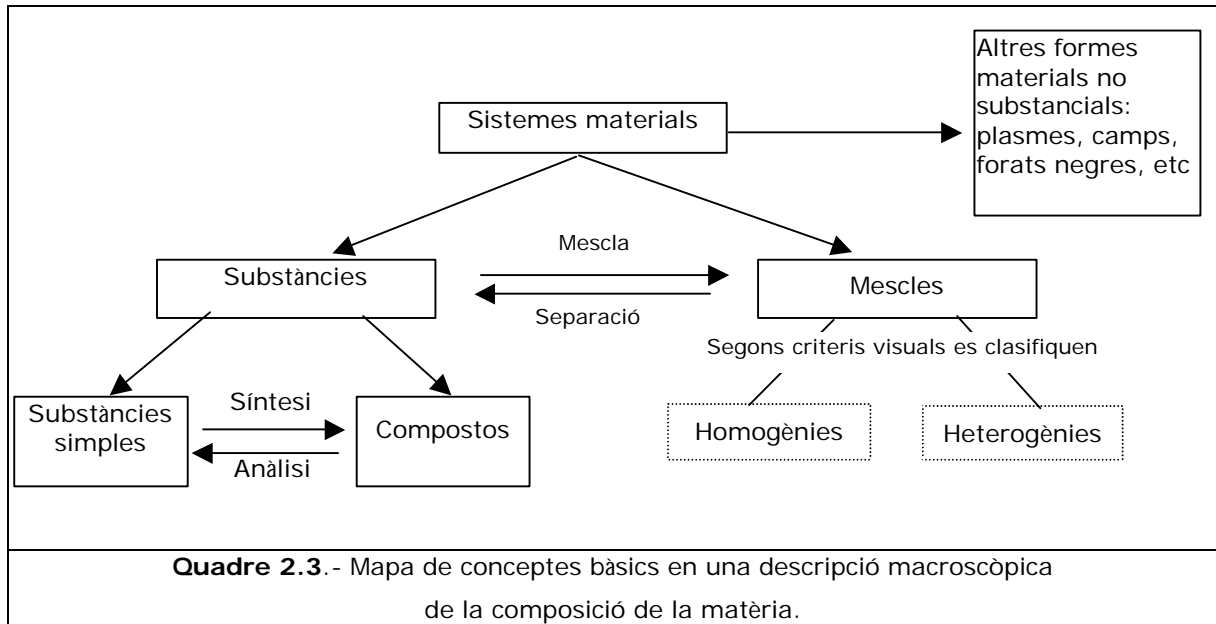 Altres formes
materials no
substancials:
plasmes, camps,
forats negres, etc
Sistemes materials
Mescla
Substàncies
Mescles
Separació
Segons criteris visuals es clasifiquen
Substàncies
simples
Síntesi
Compostos
Anàlisi
Homogènies
Heterogènies
Quadre 2.3.- Mapa de conceptes bàsics en una descripció macroscòpica
de la composició de la matèria.